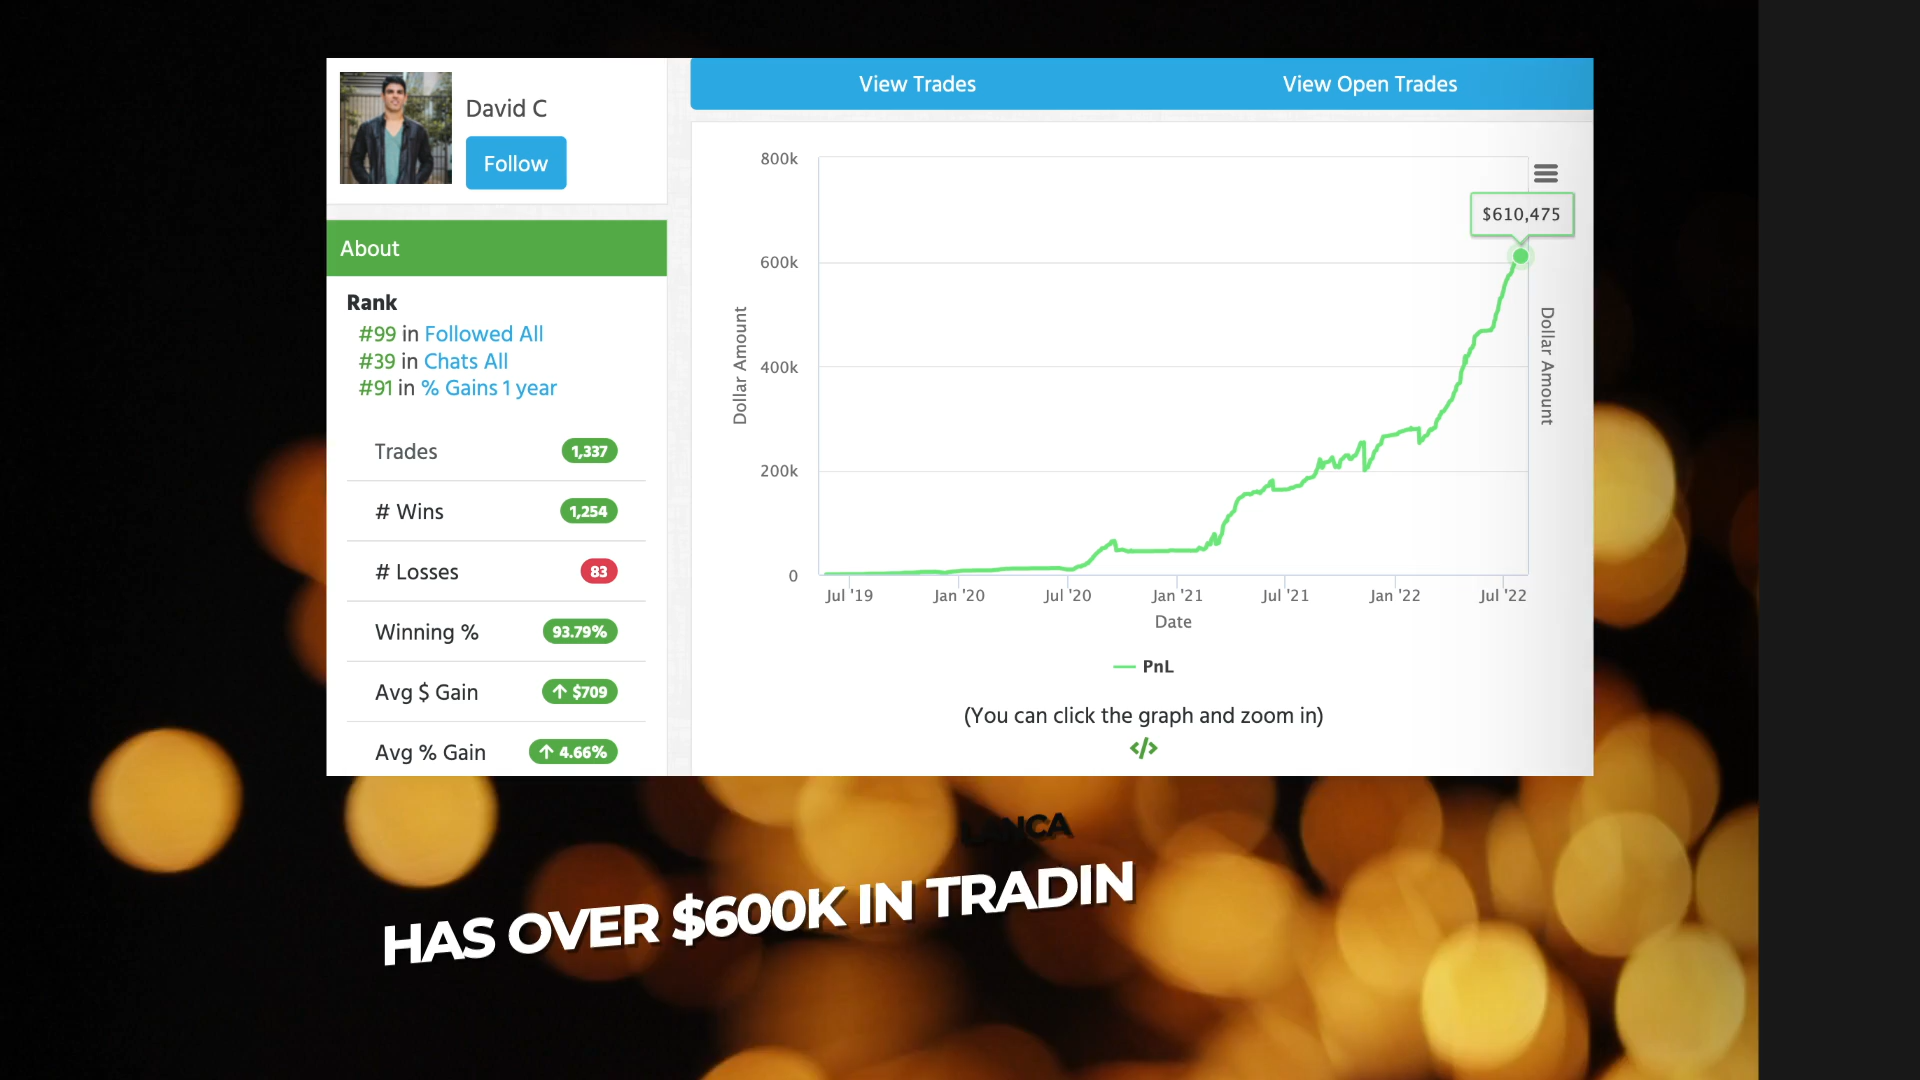 David C
Follow
About
Rank
#99 in Followed All
#39 in Chats All
#91 in % Gains 1 year
Trades 1,337
# Wins 1,254
# Losses 83
Winning % 93.79%
Avg $ Gain ↑ $709
Avg % Gain ↑ 4.66%
View Trades View Open Trades
800k
600k
400k
200k
0
Dollar Amount
$610,475
Dollar Amount
Jul '19 Jan '20 Jul '20 Jan '21 Jul '21 Jan '22 Jul '22
Date
PnL
(You can click the graph and zoom in)
</>
HAS OVER $600K IN TRADIN